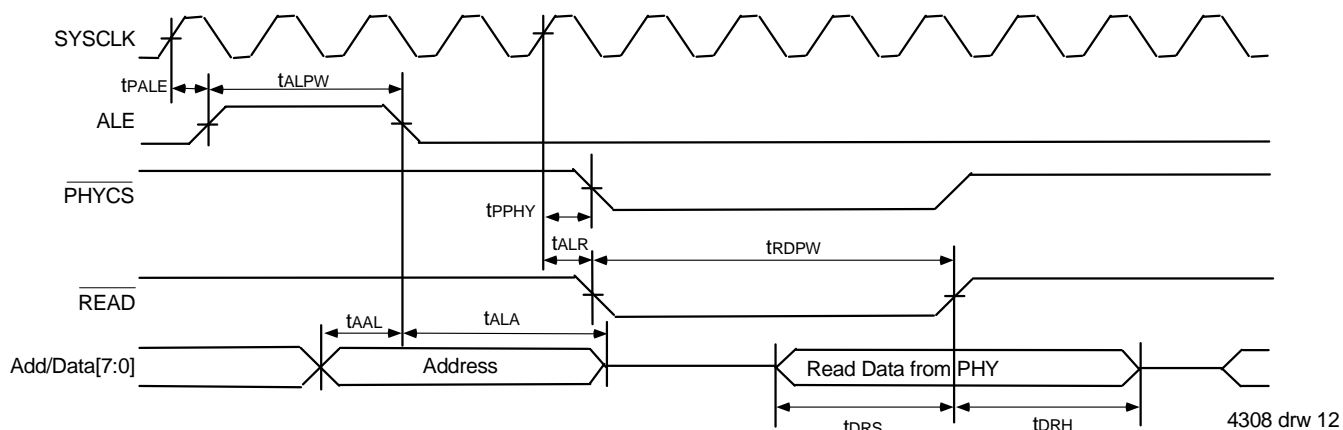 SYSCLK
tPALE
tALPW
ALE
PHYCS
tPPHY
tALR
tRDPW
READ
tAAL
tALA
Add/Data[7:0]
Address
Read Data from PHY
tDRS
tDRH
4308 drw 12